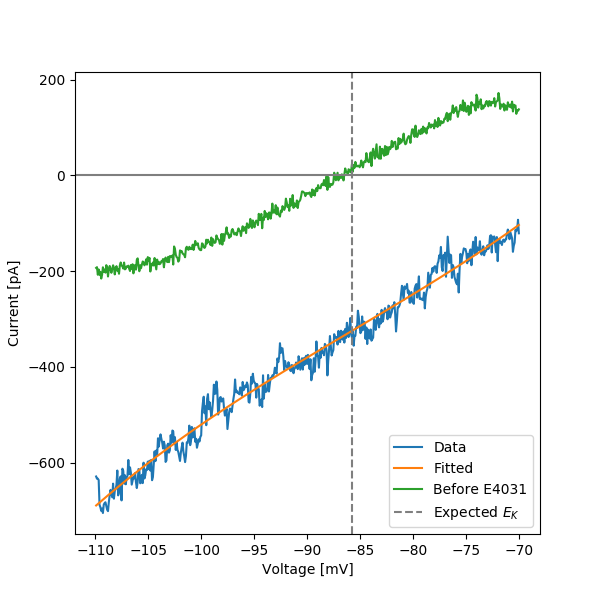 200
0
−200
−400
−600
Current [pA]
−110
−105
−100
−95
−90
−85
−80
−75
−70
Voltage [mV]
Data
Fitted
Before E4031
Expected E_K